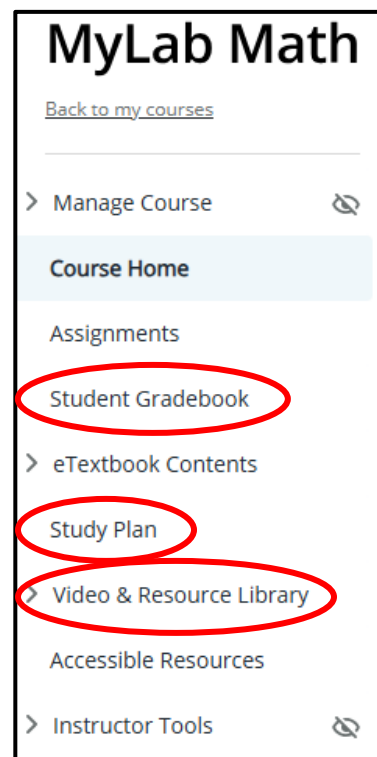 MyLab Math
Back to my courses
Manage Course
Course Home
Assignments
Student Gradebook
eTextbook Contents
Study Plan
Video & Resource Library
Accessible Resources
Instructor Tools